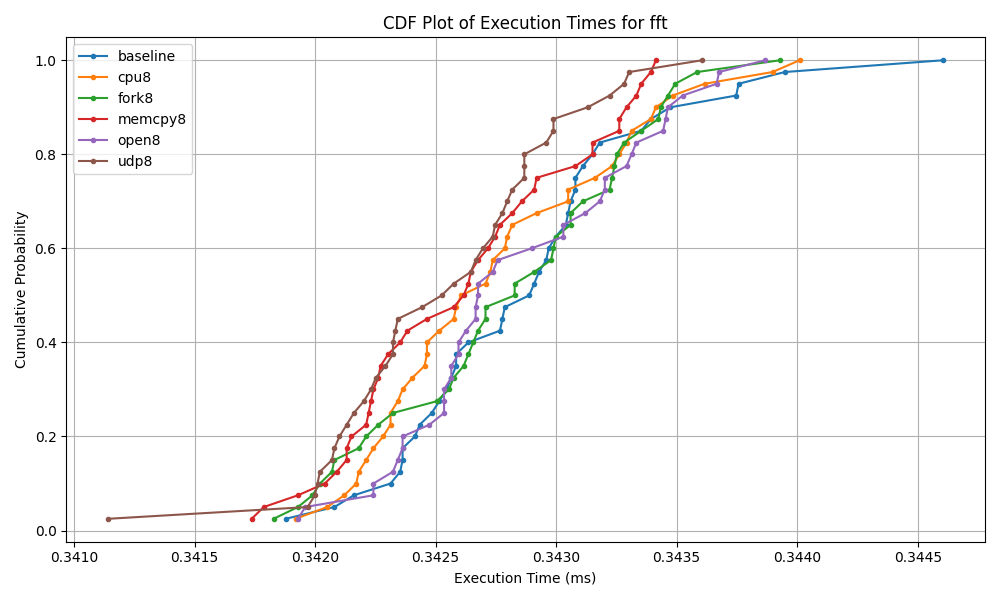 CDF Plot of Execution Times for fft
baseline
cpu8
fork8
memcpy8
open8
udp8
Cumulative Probability
1.0
0.8
0.6
0.4
0.2
0.0
0.3410 0.3415 0.3420 0.3425 0.3430 0.3435 0.3440 0.3445
Execution Time (ms)